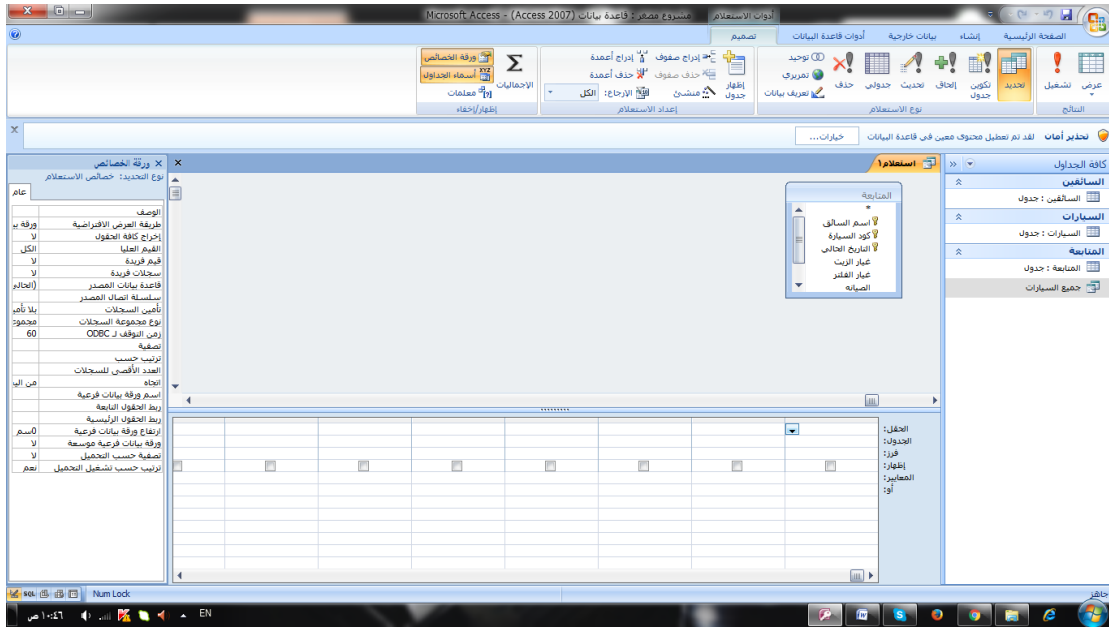 أدوات الاستعلام
مشروع مصغر : قاعدة بيانات (Access 2007) - Microsoft Access
الصفحة الرئيسية
إنشاء
بيانات خارجية
أدوات قاعدة البيانات
تصميم
عرض
تشغيل
النتائج
تحديد
تكوين جدول
إلحاق
تحديث
جدولي
حذف
توحيد
تمريري
تعريف بيانات
نوع الاستعلام
إظهار جدول
إدراج صفوف
حذف صفوف
منشئ
إدراج أعمدة
حذف أعمدة
الإرجاع: الكل
إعداد الاستعلام
الاجماليات
ورقة الخصائص
أسماء الجداول
معلمات
إظهار/إخفاء
تحذير أمان
لقد تم تعطيل محتوى معين في قاعدة البيانات
خيارات...
كافة الجداول
السائقين
السائقين : جدول
السيارات
السيارات : جدول
المتابعة
المتابعة : جدول
جميع السيارات
استعلام١
المتابعة
*
اسم السائق
كود السيارة
التاريخ الحالي
غيار الزيت
غيار الفلتر
الصيانه
الحقل:
الجدول:
فرز:
إظهار:
المعايير:
أو:
ورقة الخصائص
نوع التحديد: خصائص الاستعلام
عام
الوصف
طريقة العرض الافتراضية ورقة بي
إخراج كافة الحقول لا
القيم العليا الكل
قيم فريدة لا
سجلات فريدة لا
قاعدة بيانات المصدر (الحالي
سلسلة اتصال المصدر
تأمين السجلات بلا تأمي
نوع مجموعة السجلات مجموعة
زمن التوقف لـ ODBC 60
تصفية
ترتيب حسب
العدد الأقصى للسجلات
اتجاه من الي
اسم ورقة بيانات فرعية
ربط الحقول التابعة
ربط الحقول الرئيسية
ارتفاع ورقة بيانات فرعية 0سم
ورقة بيانات فرعية موسعة لا
تصفية حسب التحميل لا
ترتيب حسب تشغيل التحميل نعم
جاهز
Num Lock
SQL
EN
١٠:٤٦ ص